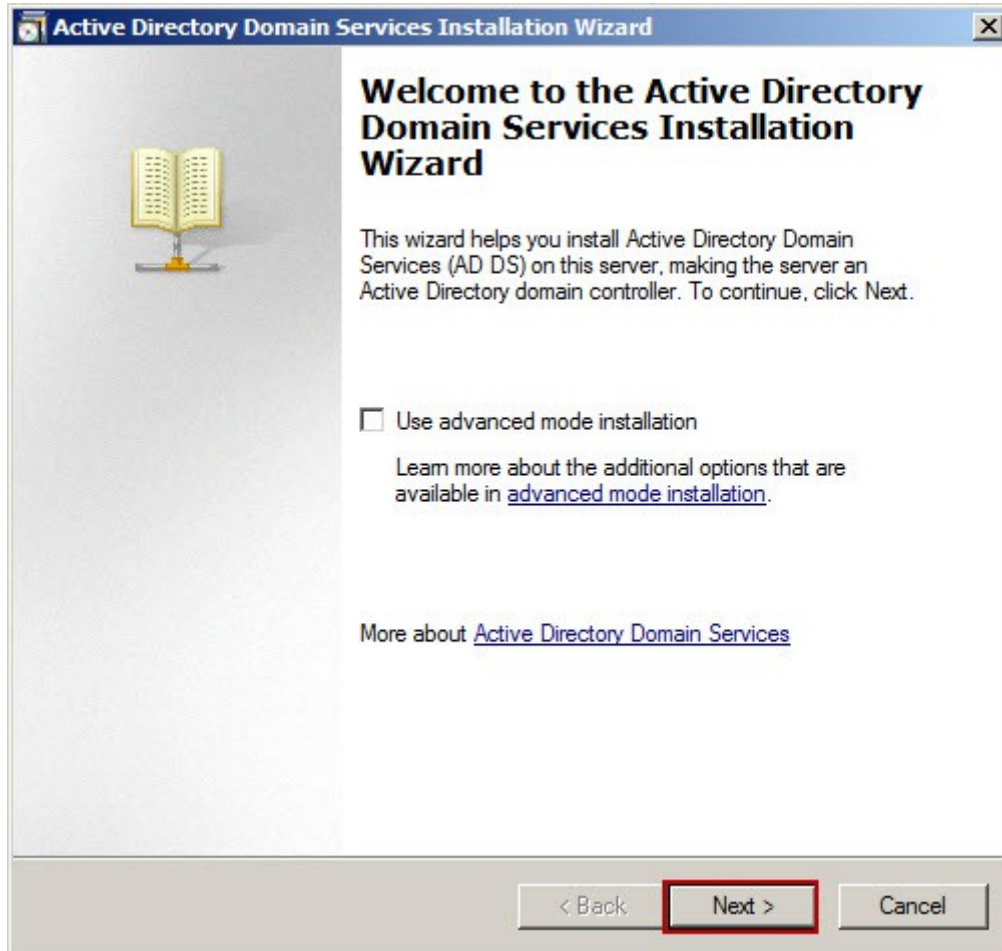 Active Directory Domain Services Installation Wizard
Welcome to the Active Directory
Domain Services Installation
Wizard
This wizard helps you install Active Directory Domain
Services (AD DS) on this server, making the server an
Active Directory domain controller. To continue, click Next.
Use advanced mode installation
Learn more about the additional options that are
available in advanced mode installation.
More about Active Directory Domain Services
< Back Next > Cancel